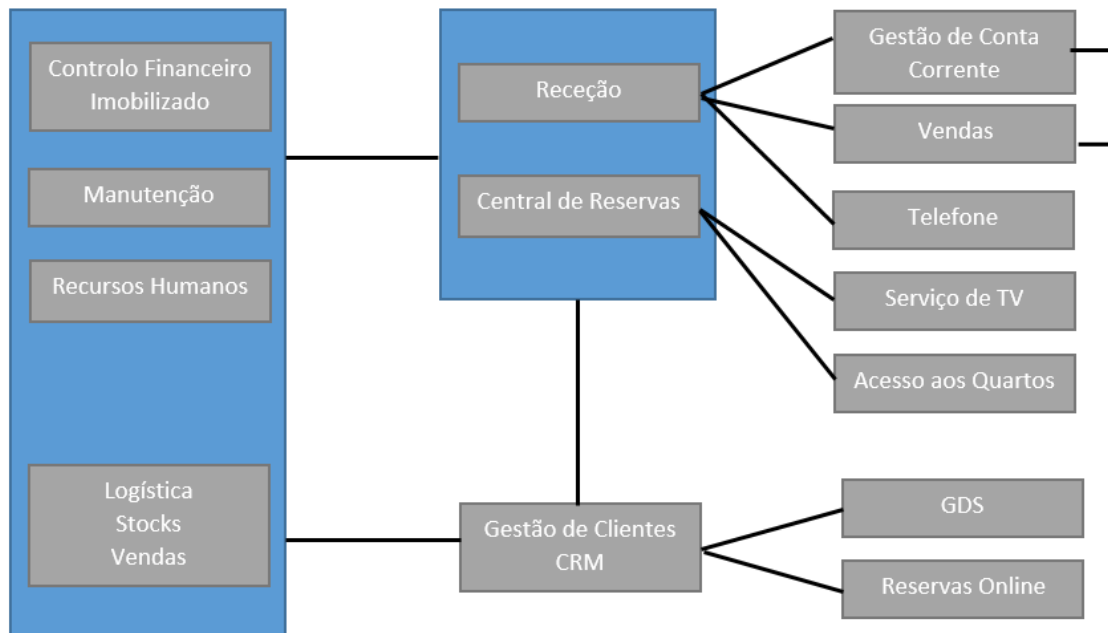 Controlo Financeiro
Imobilizado
Manutenção
Recursos Humanos
Logística
Stocks
Vendas
Receção
Central de Reservas
Gestão de Clientes
CRM
Gestão de Conta
Corrente
Vendas
Telefone
Serviço de TV
Acesso aos Quartos
GDS
Reservas Online